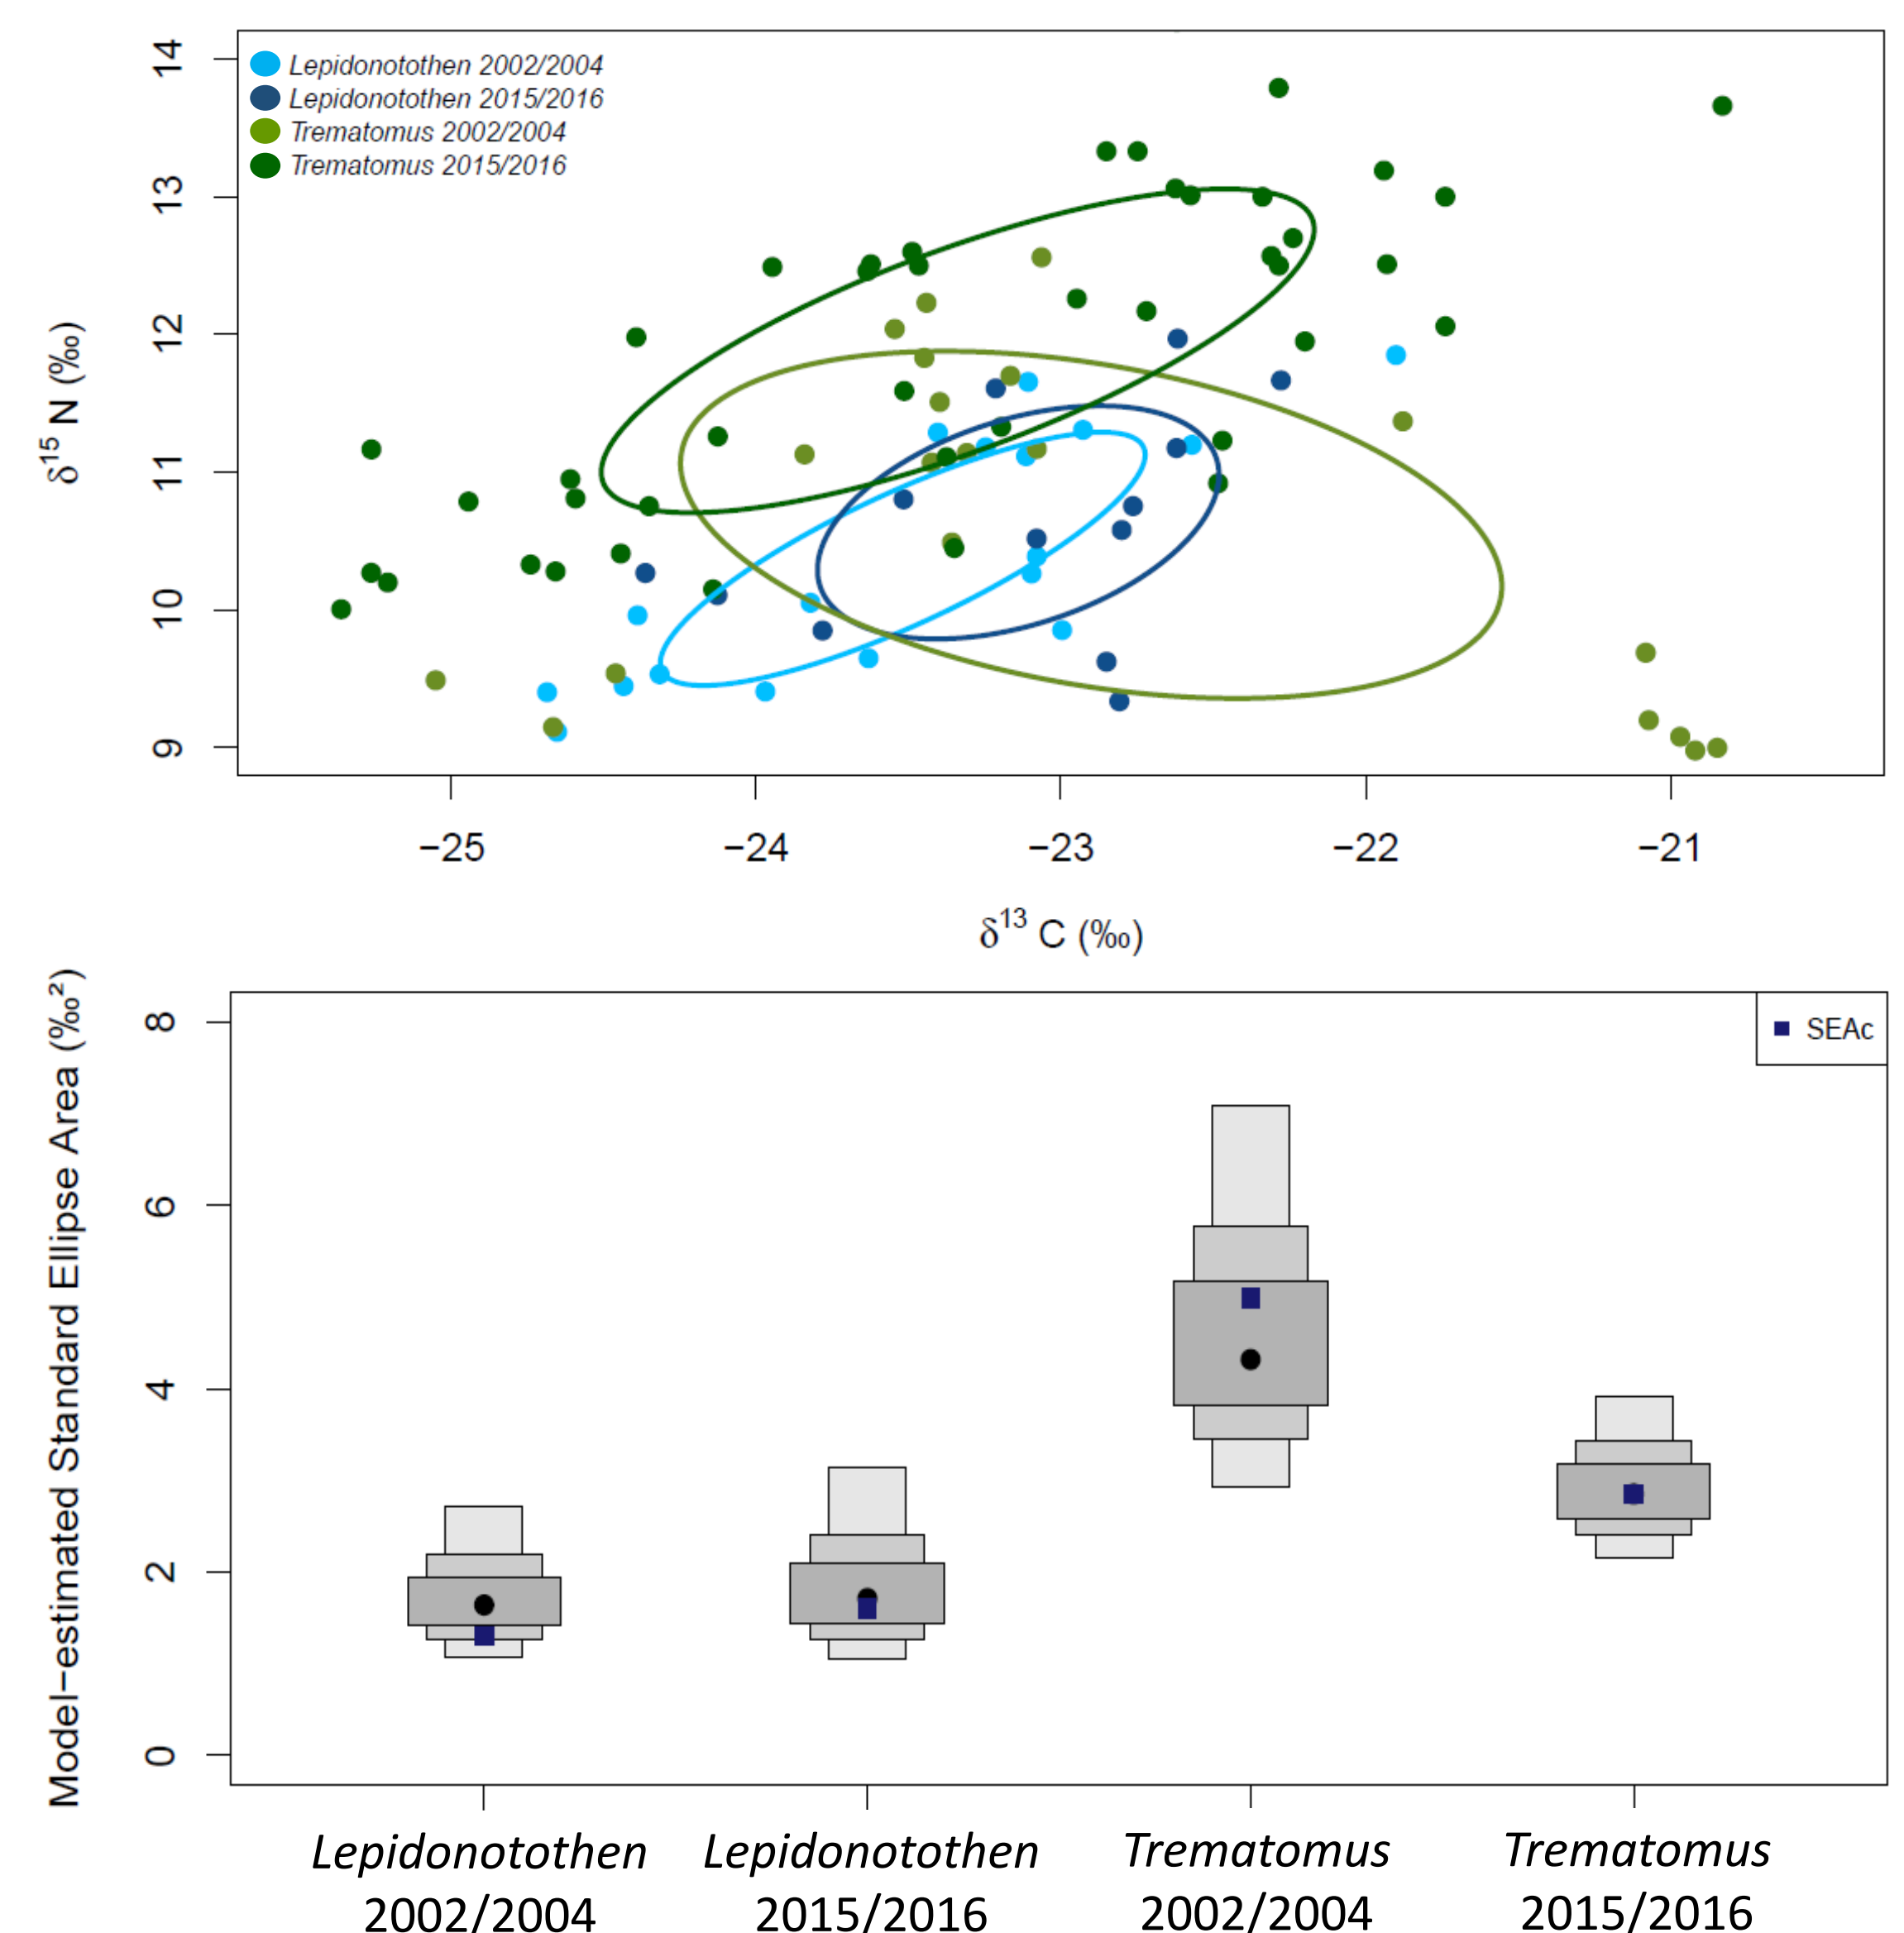 Lepidonotothen 2002/2004
Lepidonotothen 2015/2016
Trematomus 2002/2004
Trematomus 2015/2016
14
13
12
11
10
9
δ¹⁵ N (‰)
−25 −24 −23 −22 −21
δ¹³ C (‰)
Model−estimated Standard Ellipse Area (‰²)
8
6
4
2
0
SEAc
Lepidonotothen Lepidonotothen Trematomus Trematomus
2002/2004 2015/2016 2002/2004 2015/2016